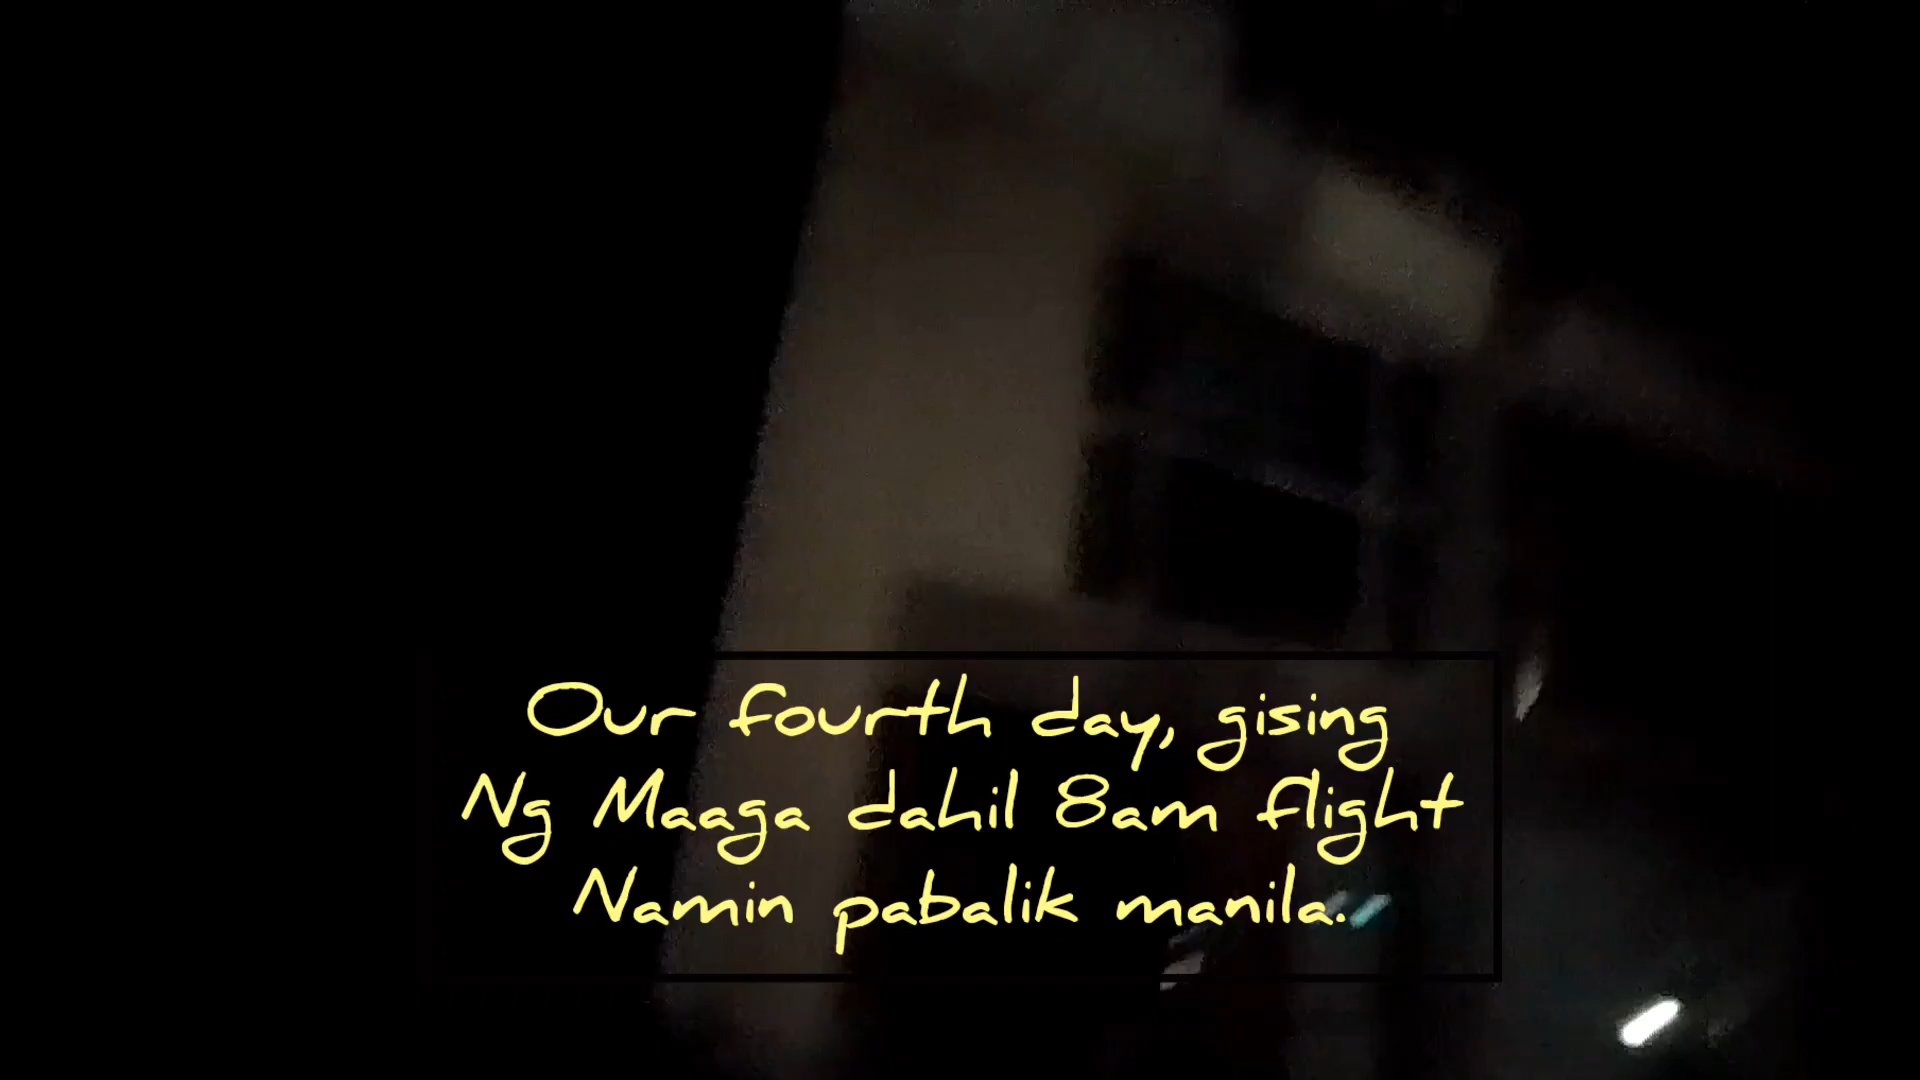 Our fourth day, gising
Ng Maaga dahil 8am flight
Namin pabalik manila.